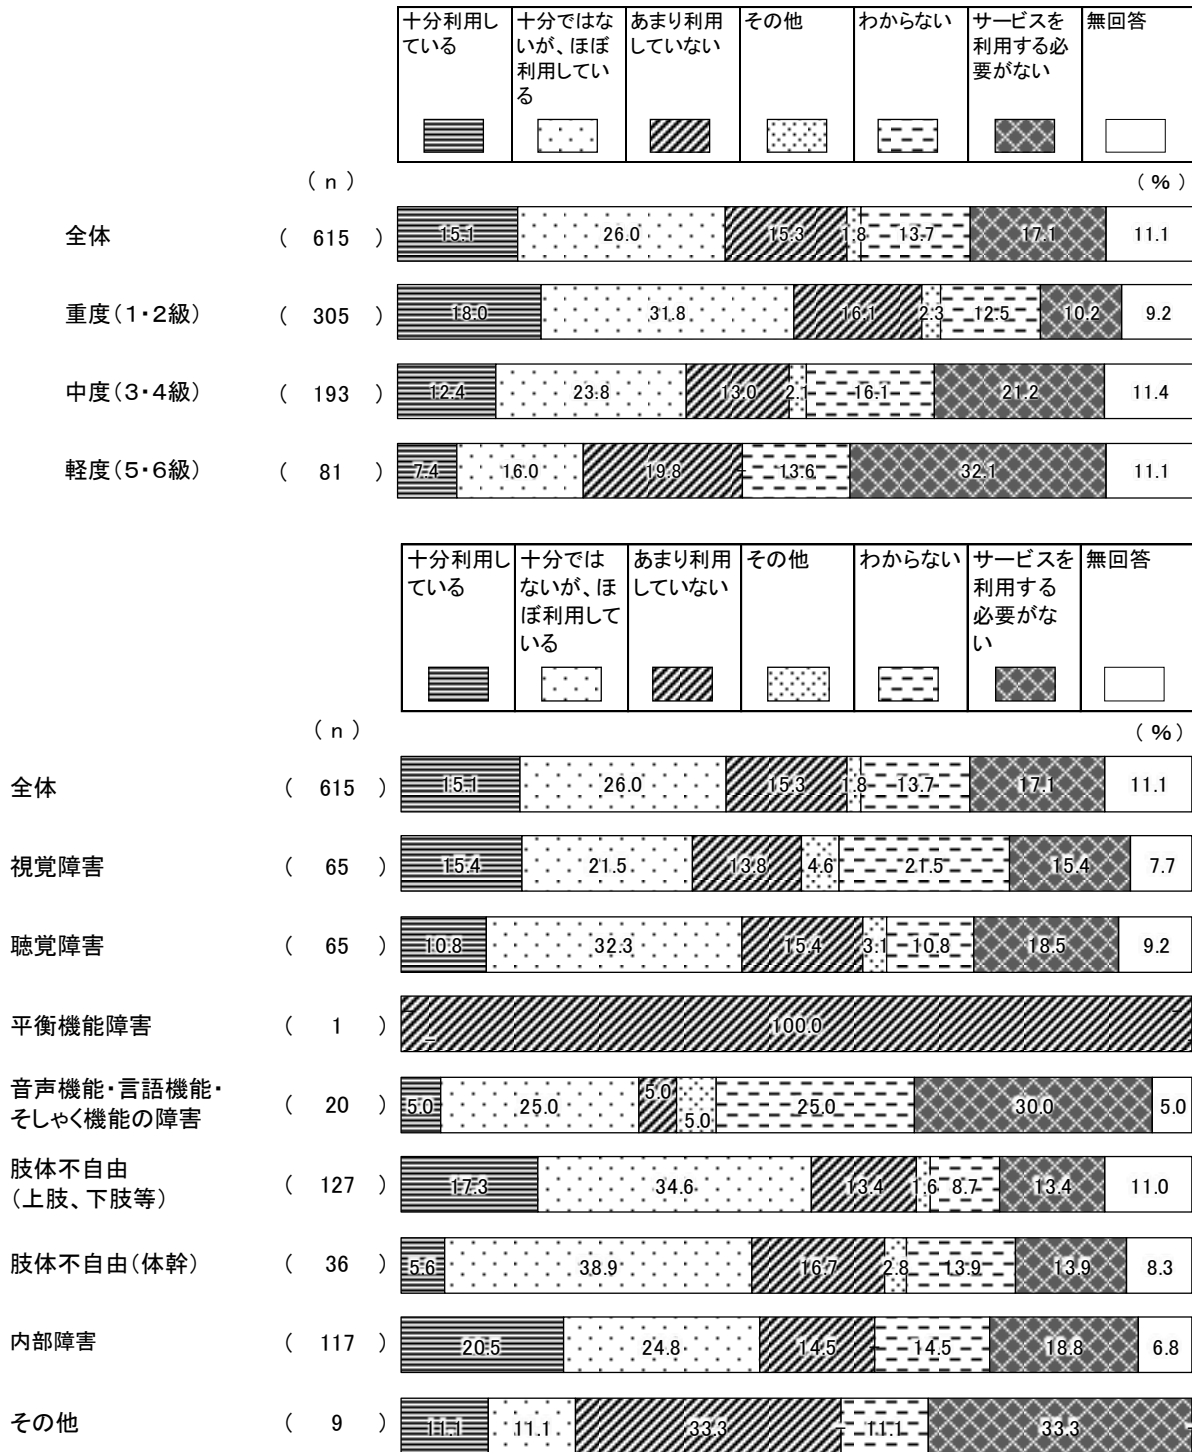 十分利用し
ている
十分ではな
いが、ほぼ
利用してい
る
あまり利用
していない
その他
わからない
サービスを
利用する必
要がない
無回答
(n) (%)
全体 ( 615 ) 15.1 26.0 15.3 1.8 13.7 17.1 11.1
重度(1・2級) ( 305 ) 18.0 31.8 16.1 2.3 12.5 10.2 9.2
中度(3・4級) ( 193 ) 12.4 23.8 13.0 2.1 16.1 21.2 11.4
軽度(5・6級) ( 81 ) 7.4 16.0 19.8 13.6 32.1 11.1
十分利用し
ている
十分では
ないが、ほ
ぼ利用して
いる
あまり利用
していない
その他
わからない
サービスを
利用する
必要がな
い
無回答
(n) (%)
全体 ( 615 ) 15.1 26.0 15.3 1.8 13.7 17.1 11.1
視覚障害 ( 65 ) 15.4 21.5 13.8 4.6 21.5 15.4 7.7
聴覚障害 ( 65 ) 10.8 32.3 15.4 3.1 10.8 18.5 9.2
平衡機能障害 ( 1 ) 100.0
音声機能・言語機能・
そしゃく機能の障害 ( 20 ) 5.0 25.0 5.0 5.0 25.0 30.0 5.0
肢体不自由
(上肢、下肢等) ( 127 ) 17.3 34.6 13.4 1.6 8.7 13.4 11.0
肢体不自由(体幹) ( 36 ) 5.6 38.9 16.7 2.8 13.9 13.9 8.3
内部障害 ( 117 ) 20.5 24.8 14.5 14.5 18.8 6.8
その他 ( 9 ) 11.1 11.1 33.3 11.1 33.3